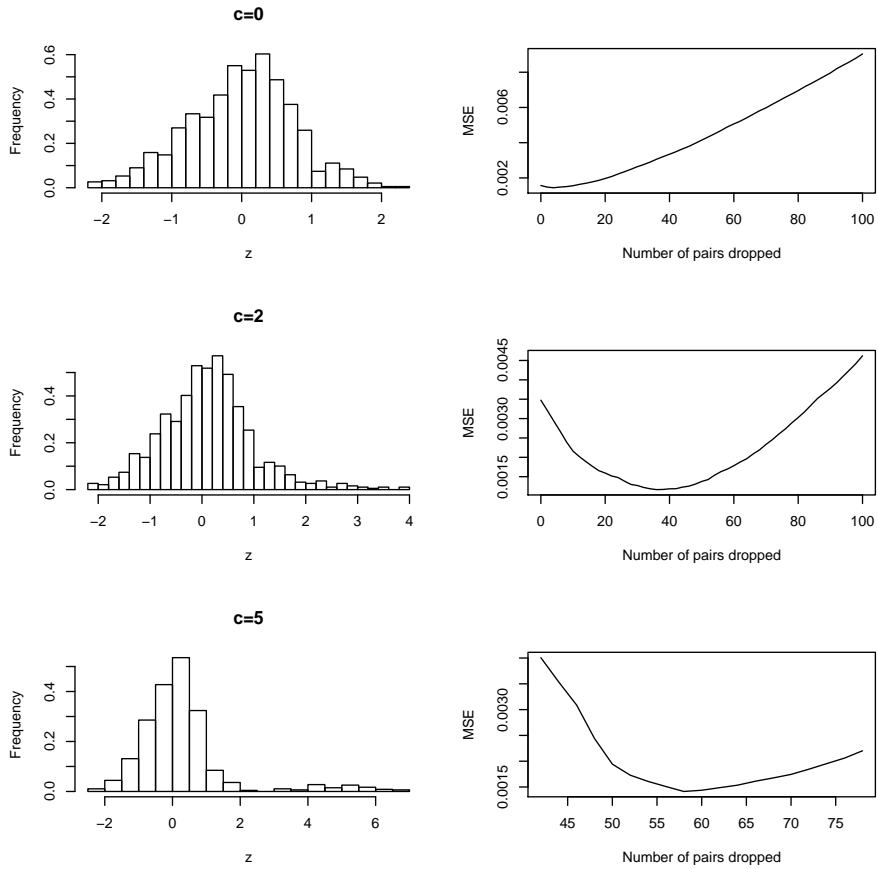 c=0
Frequency
0.0 0.2 0.4 0.6
−2 −1 0 1 2
z
MSE
0.002 0.006
0 20 40 60 80 100
Number of pairs dropped
c=2
Frequency
0.0 0.2 0.4
−2 −1 0 1 2 3 4
z
MSE
0.0015 0.0030 0.0045
0 20 40 60 80 100
Number of pairs dropped
c=5
Frequency
0.0 0.2 0.4
−2 0 2 4 6
z
MSE
0.0015 0.0030
45 50 55 60 65 70 75
Number of pairs dropped